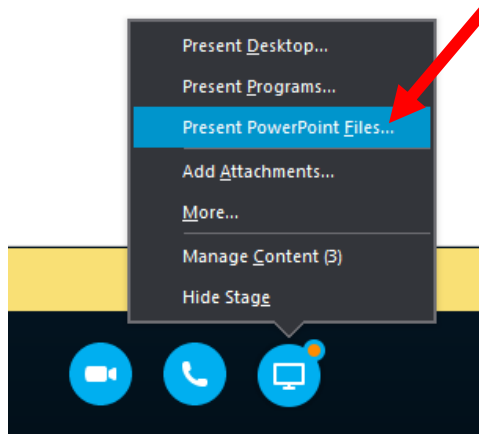 Present Desktop...
Present Programs...
Present PowerPoint Files...
Add Attachments...
More...
Manage Content (3)
Hide Stage